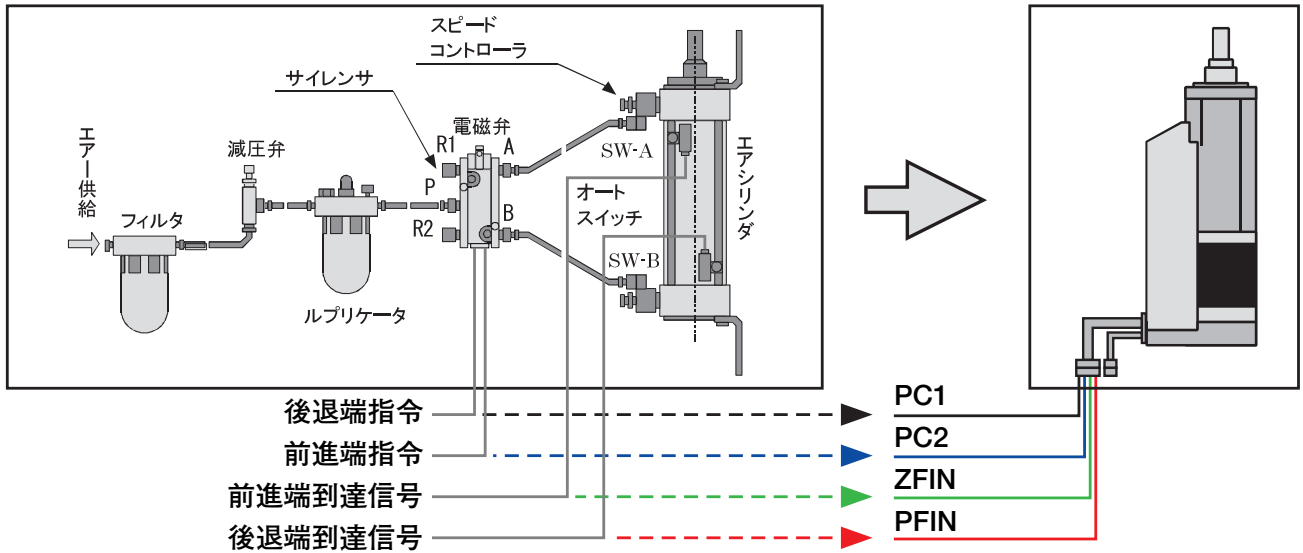 スピード
コントローラ
サイレンサ
R1
電磁弁
A
SW-A
エアー供給
減圧弁
P
オート
スイッチ
エアシリンダ
フィルタ
R2
B
SW-B
ルブリケータ
後退端指令
PC1
前進端指令
PC2
前進端到達信号
ZFIN
後退端到達信号
PFIN